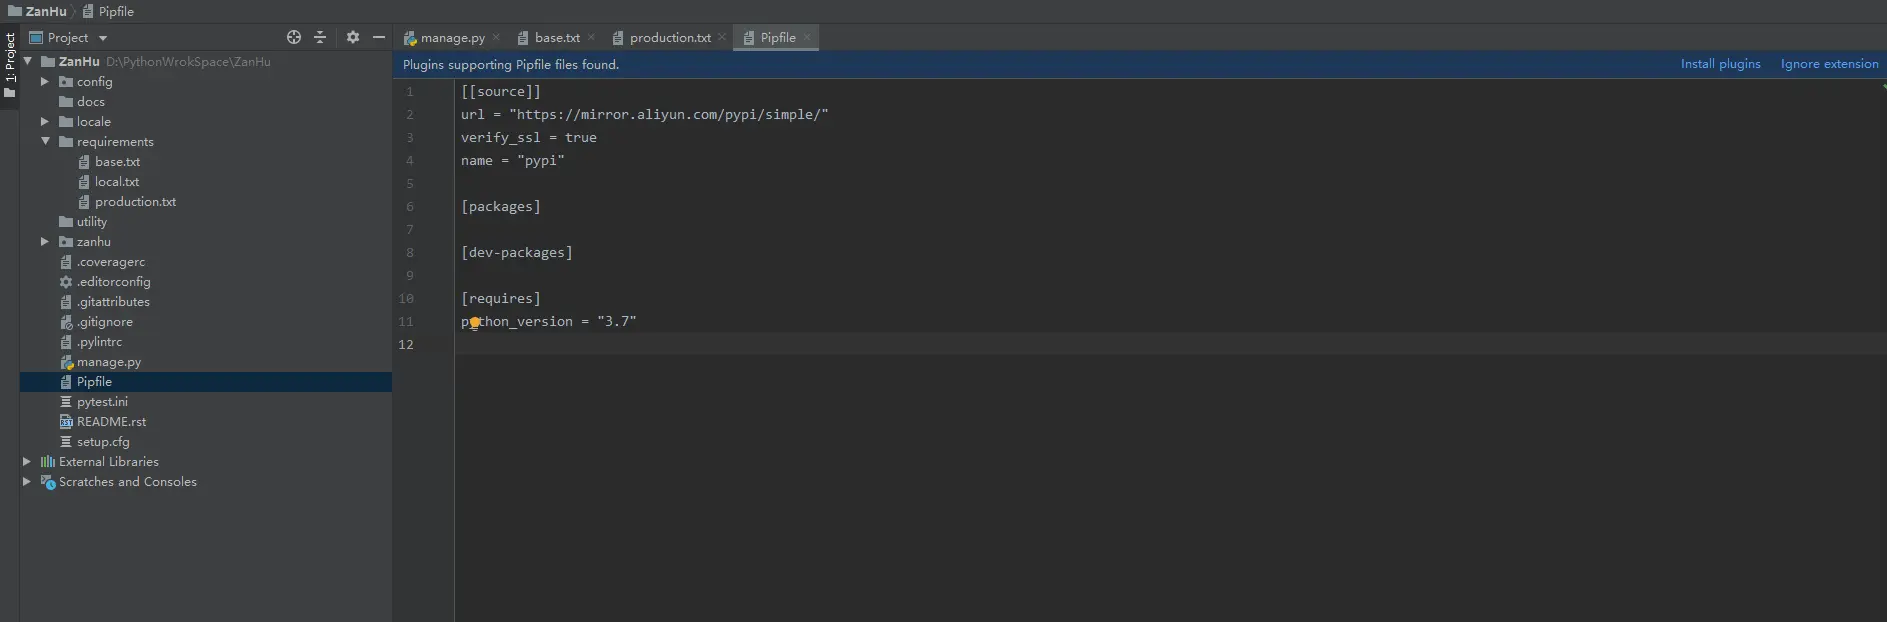 ZanHu
Pipfile
1: Project
Project
manage.py
base.txt
production.txt
Pipfile
ZanHu D:\PythonWrokSpace\ZanHu
config
docs
locale
requirements
base.txt
local.txt
production.txt
utility
zanhu
.coveragerc
.editorconfig
.gitattributes
.gitignore
.pylintrc
manage.py
Pipfile
pytest.ini
README.rst
setup.cfg
External Libraries
Scratches and Consoles
Plugins supporting Pipfile files found.
Install plugins
Ignore extension
1 [[source]]
2 url = "https://mirror.aliyun.com/pypi/simple/"
3 verify_ssl = true
4 name = "pypi"
5
6 [packages]
7
8 [dev-packages]
9
10 [requires]
11 python_version = "3.7"
12